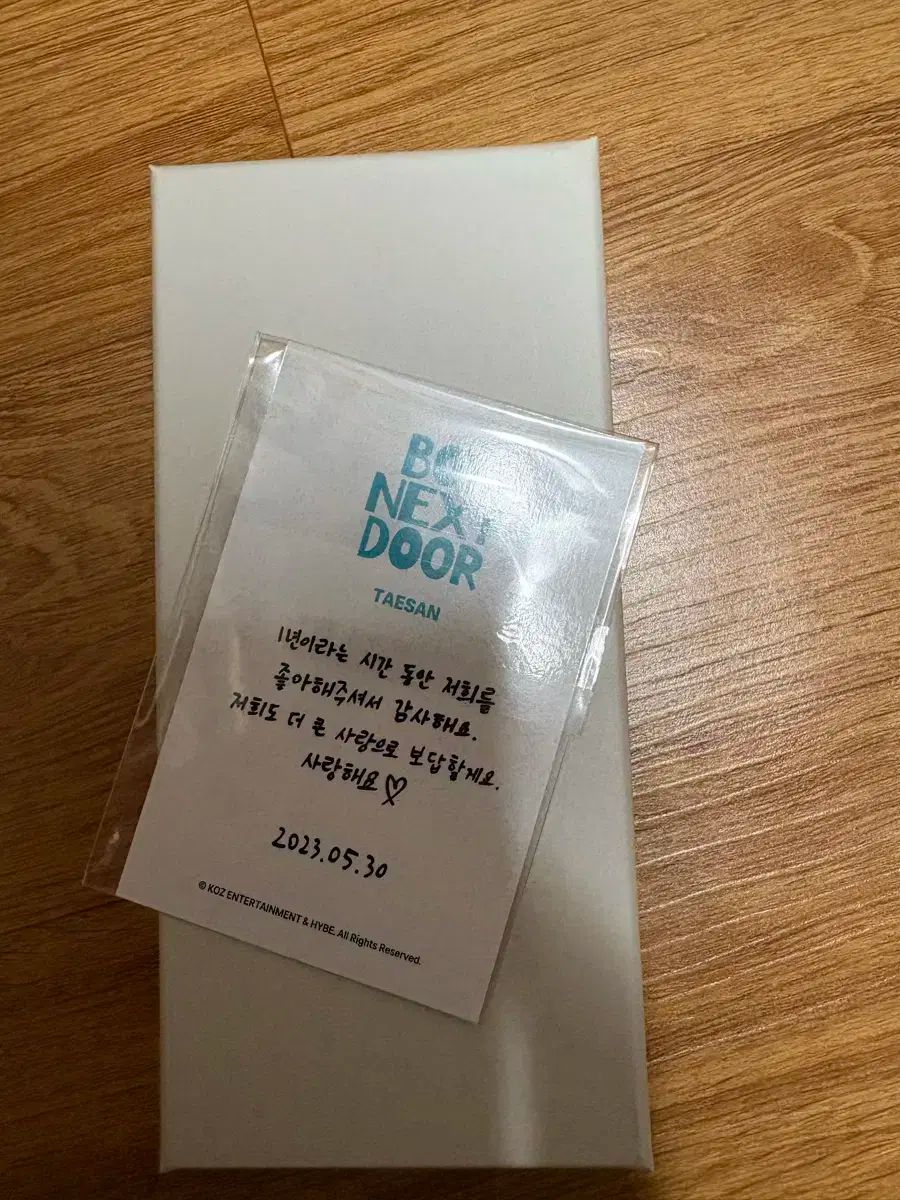 NEXT
DOOR
TAESAN
1년이라는 시간 동안 저희를
좋아해주셔서 감사해요.
저희도 더 큰 사랑으로 보답할게요.
사랑해요♡
2023.05.30
© KOZ ENTERTAINMENT & HYBE. All Rights Reserved.